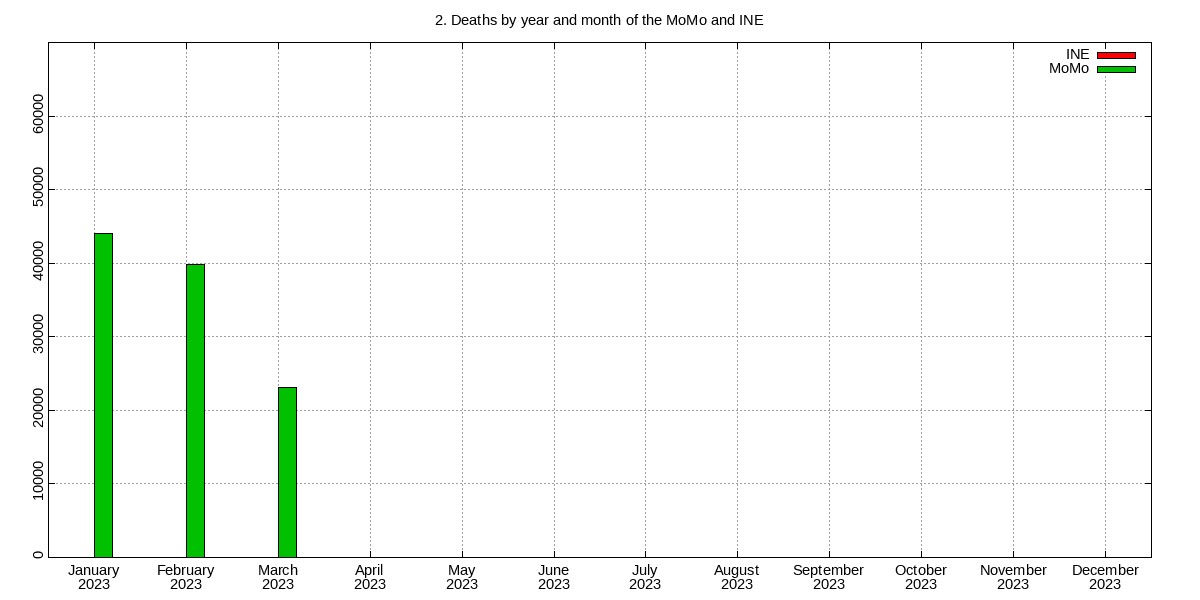 2. Deaths by year and month of the MoMo and INE
INE
MoMo
60000
50000
40000
30000
20000
10000
0
January February March April May June July August September October November December
2023 2023 2023 2023 2023 2023 2023 2023 2023 2023 2023 2023